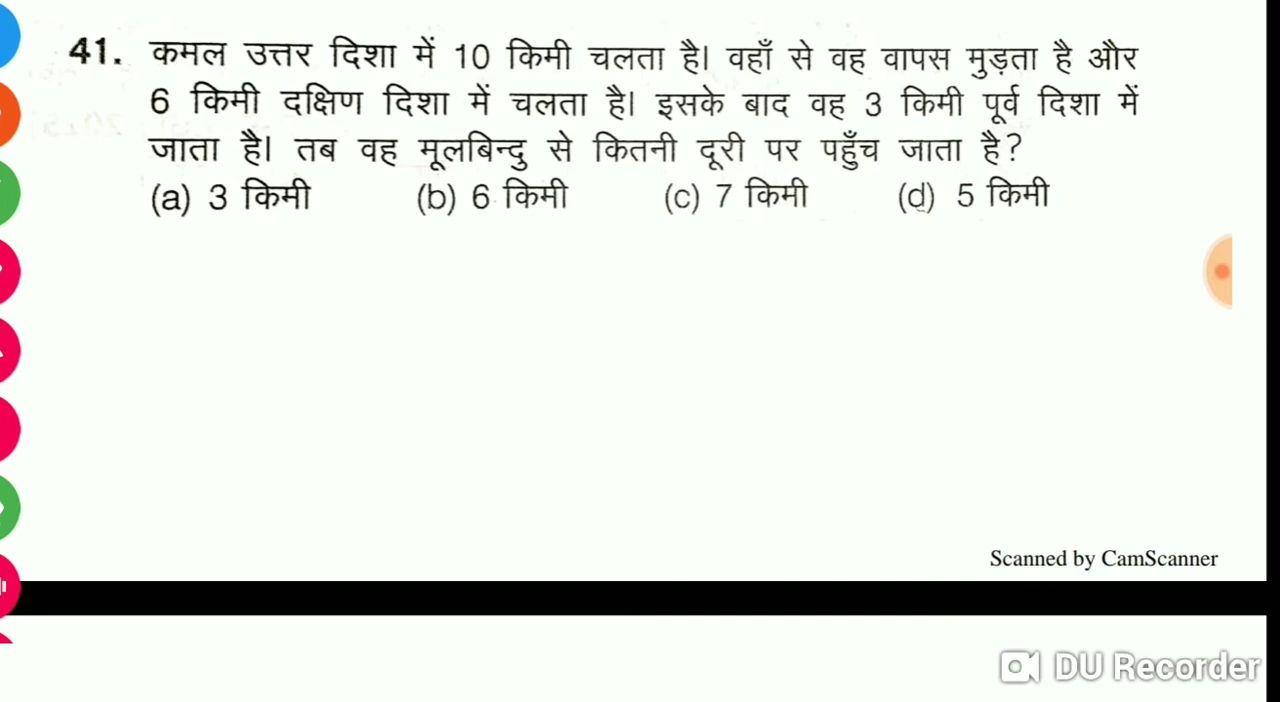 41. कमल उत्तर दिशा में 10 किमी चलता है। वहाँ से वह वापस मुड़ता है और
6 किमी दक्षिण दिशा में चलता है। इसके बाद वह 3 किमी पूर्व दिशा में
जाता है। तब वह मूलबिन्दु से कितनी दूरी पर पहुँच जाता है?
(a) 3 किमी (b) 6 किमी (c) 7 किमी (d) 5 किमी
Scanned by CamScanner
DU Recorder